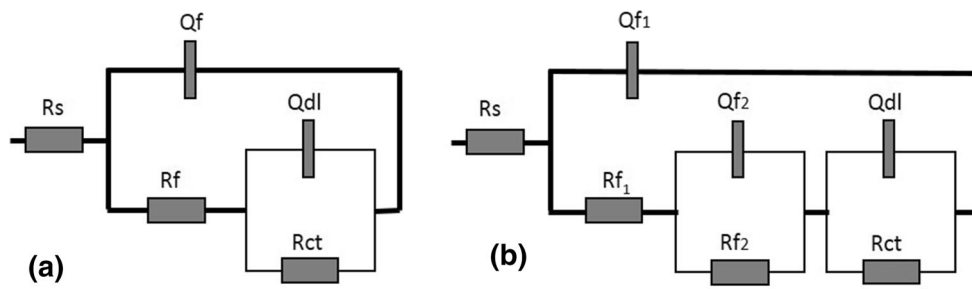 Qf
Rs
Qdl
Rf
Rct
(a)
Qf1
Rs
Qf2
Qdl
Rf1
Rf2
Rct
(b)